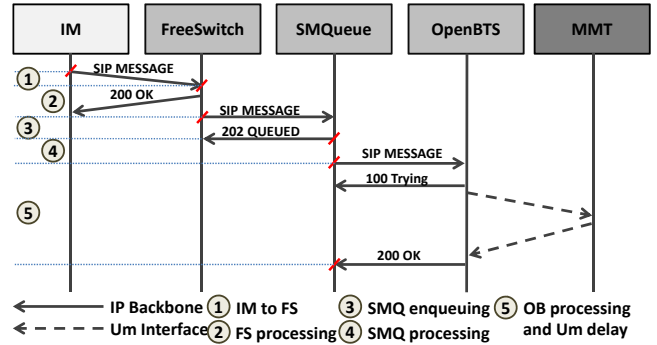 IM FreeSwitch SMQueue OpenBTS MMT
SIP MESSAGE
1
200 OK
2
SIP MESSAGE
3
202 QUEUED
4
SIP MESSAGE
100 Trying
5
200 OK
IP Backbone 1 IM to FS 3 SMQ enqueuing 5 OB processing
Um Interface 2 FS processing 4 SMQ processing and Um delay